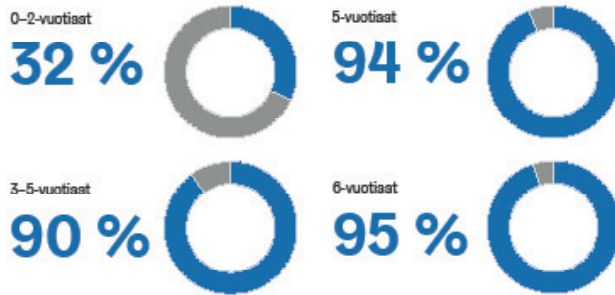 0–2-vuotiaat
32 %
5-vuotiaat
94 %
3–5-vuotiaat
90 %
6-vuotiaat
95 %